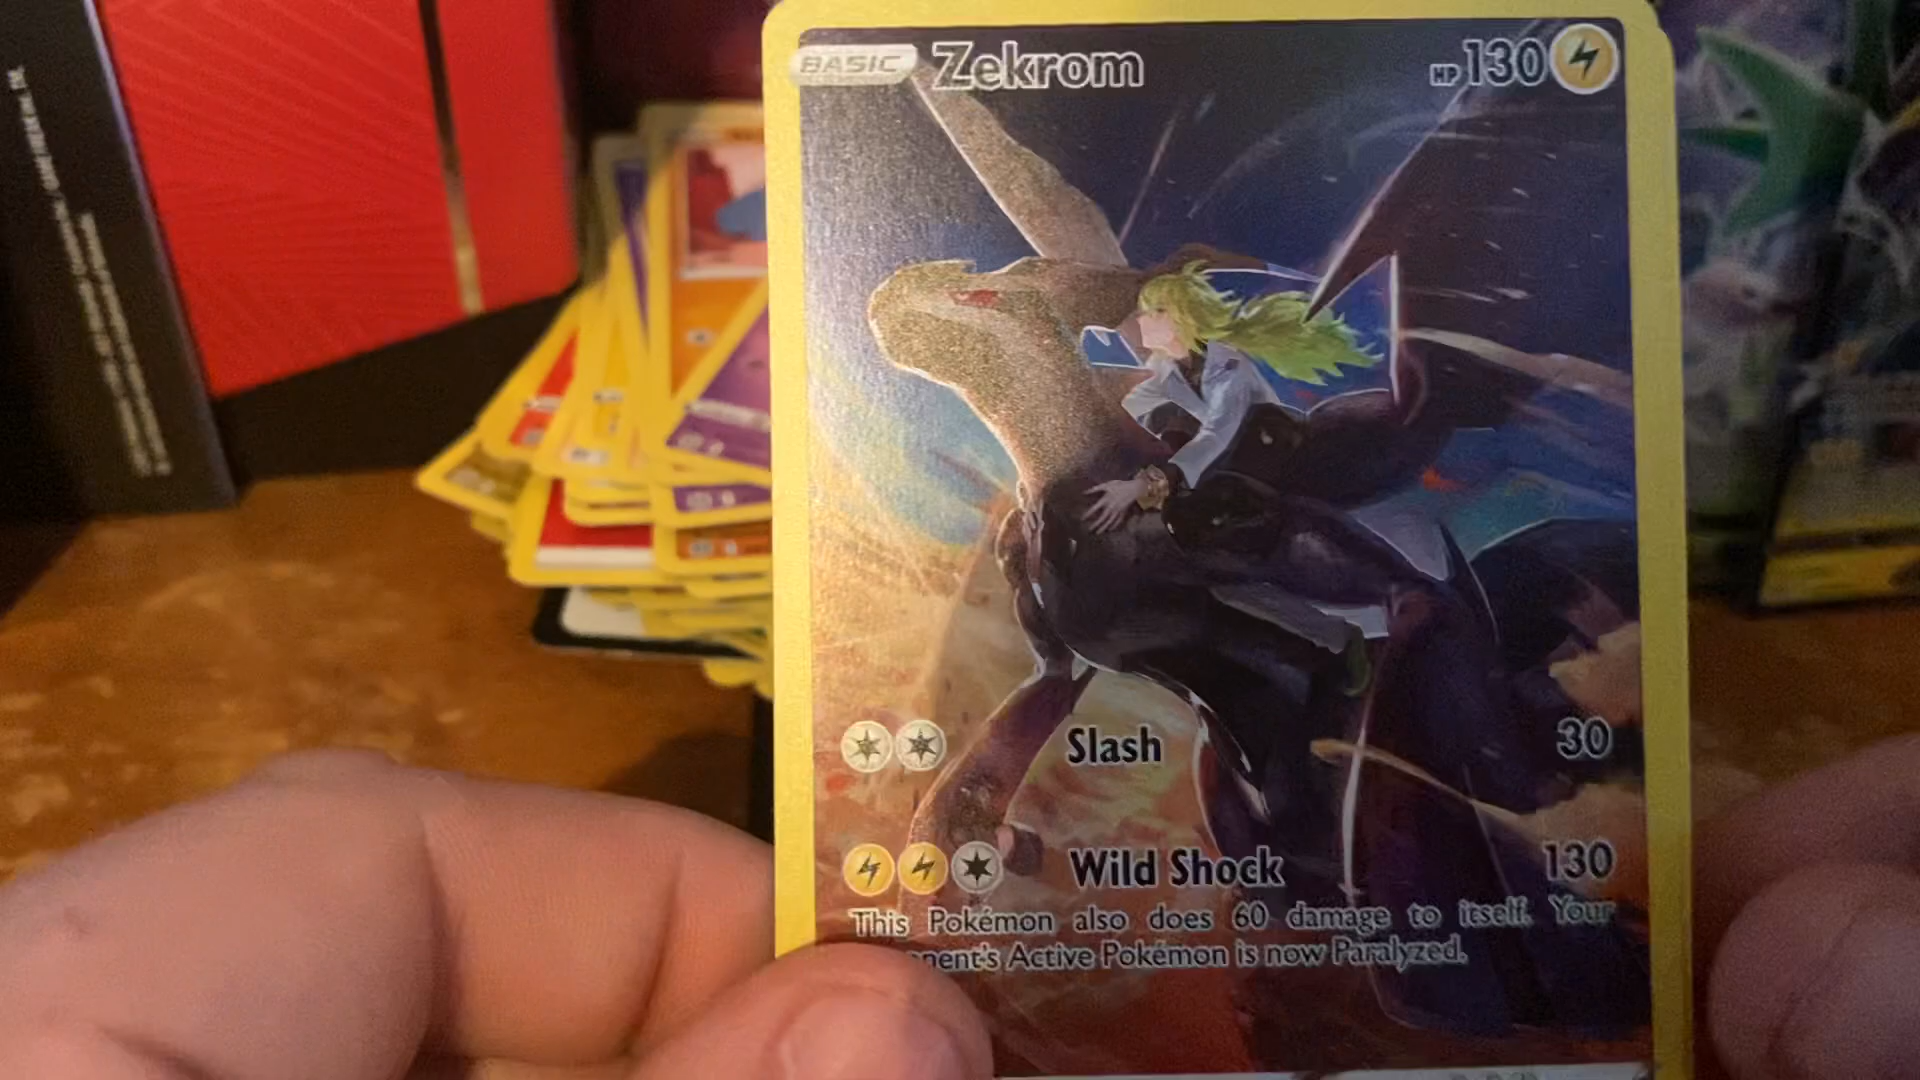 BASIC Zekrom HP 130
Slash 30
Wild Shock 130
This Pokémon also does 60 damage to itself. Your
nent's Active Pokémon is now Paralyzed.